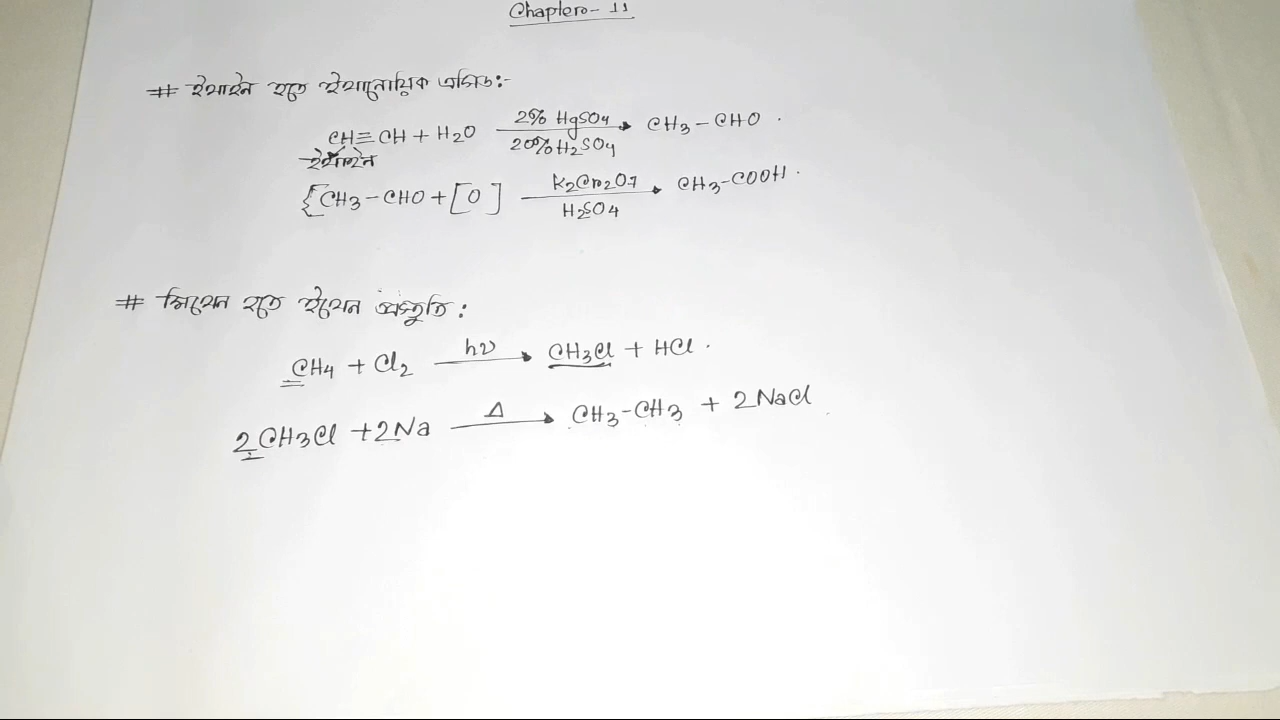 Chapter- 11
# ইথাইন হতে ইথানোয়িক এসিড:-
CH≡CH + H2O 2% HgSO4 → 20% H2SO4 CH3-CHO .
ইথাইন
{CH3-CHO + [O] K2Cr2O7 → H2SO4 CH3-COOH .
# মিথেন হতে ইথেন প্রস্তুতি :
CH4 + Cl2 hν → CH3Cl + HCl .
2CH3Cl + 2Na Δ → CH3-CH3 + 2NaCl